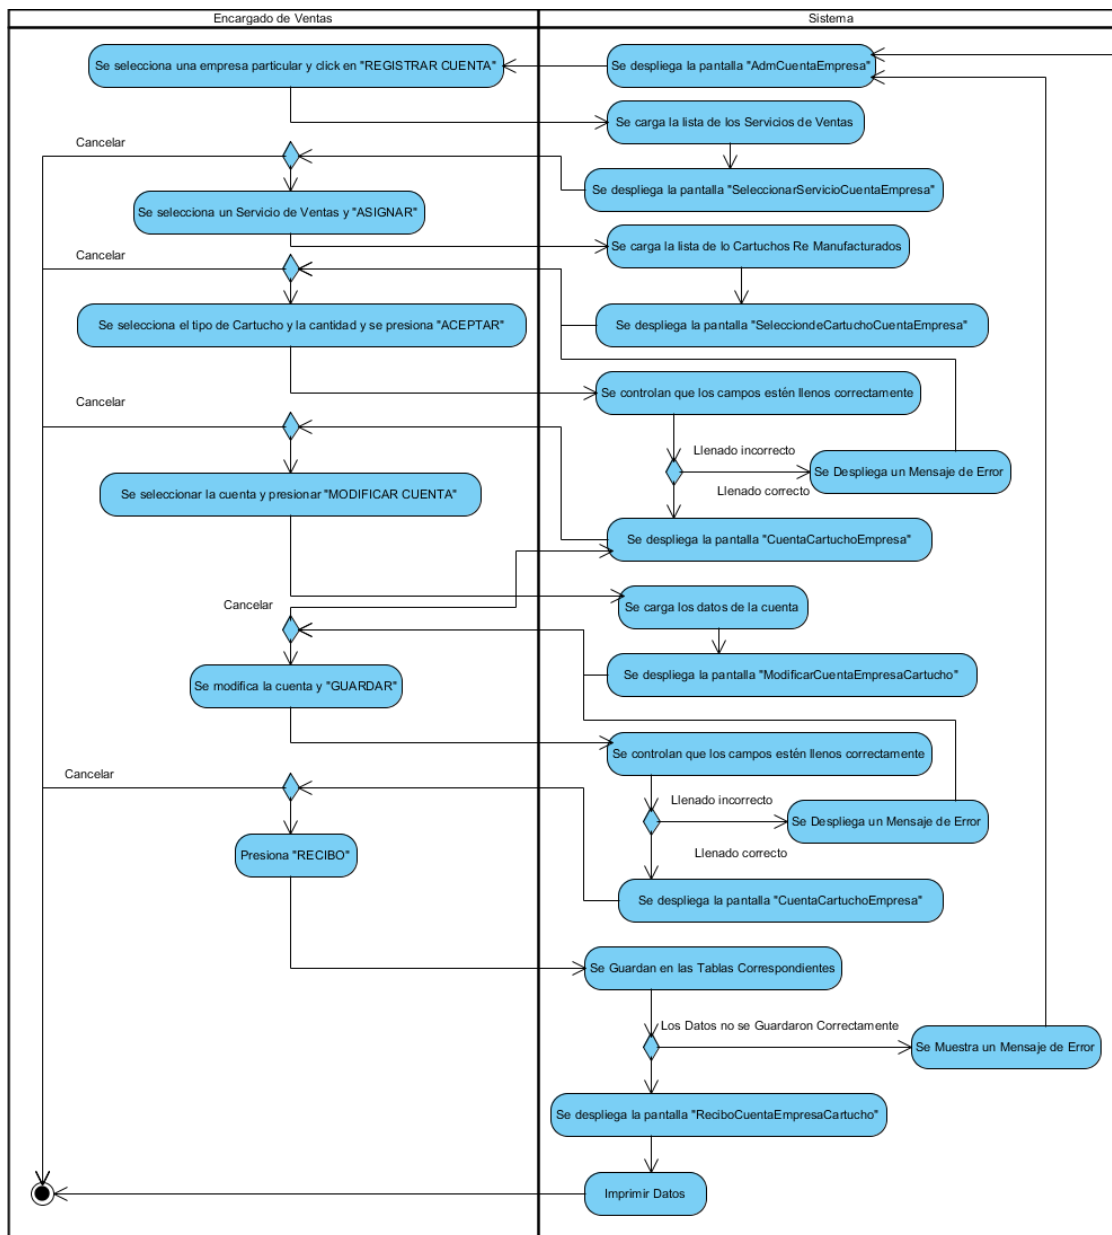 Encargado de Ventas
Sistema
Se selecciona una empresa particular y click en "REGISTRAR CUENTA"
Se despliega la pantalla "AdmCuentaEmpresa"
Se carga la lista de los Servicios de Ventas
Cancelar
Se despliega la pantalla "SeleccionarServicioCuentaEmpresa"
Se selecciona un Servicio de Ventas y "ASIGNAR"
Se carga la lista de lo Cartuchos Re Manufacturados
Cancelar
Se selecciona el tipo de Cartucho y la cantidad y se presiona "ACEPTAR"
Se despliega la pantalla "SelecciondeCartuchoCuentaEmpresa"
Se controlan que los campos estén llenos correctamente
Cancelar
Llenado incorrecto
Se Despliega un Mensaje de Error
Llenado correcto
Se seleccionar la cuenta y presionar "MODIFICAR CUENTA"
Se despliega la pantalla "CuentaCartuchoEmpresa"
Cancelar
Se carga los datos de la cuenta
Se despliega la pantalla "ModificarCuentaEmpresaCartucho"
Se modifica la cuenta y "GUARDAR"
Se controlan que los campos estén llenos correctamente
Cancelar
Llenado incorrecto
Se Despliega un Mensaje de Error
Llenado correcto
Presiona "RECIBO"
Se despliega la pantalla "CuentaCartuchoEmpresa"
Se Guardan en las Tablas Correspondientes
Los Datos no se Guardaron Correctamente
Se Muestra un Mensaje de Error
Se despliega la pantalla "ReciboCuentaEmpresaCartucho"
Imprimir Datos